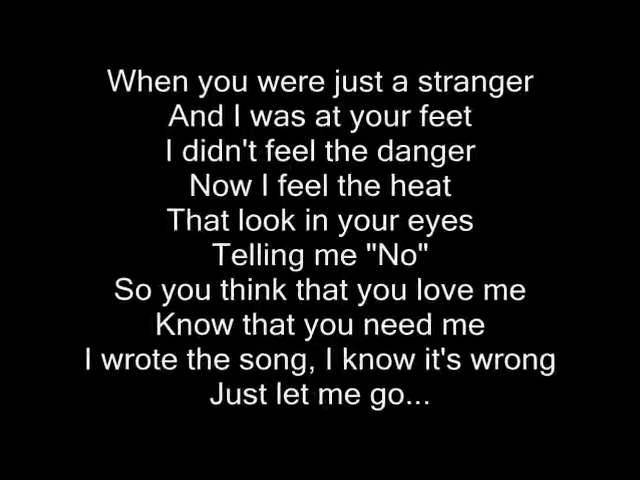 When you were just a stranger
And I was at your feet
I didn't feel the danger
Now I feel the heat
That look in your eyes
Telling me "No"
So you think that you love me
Know that you need me
I wrote the song, I know it's wrong
Just let me go...